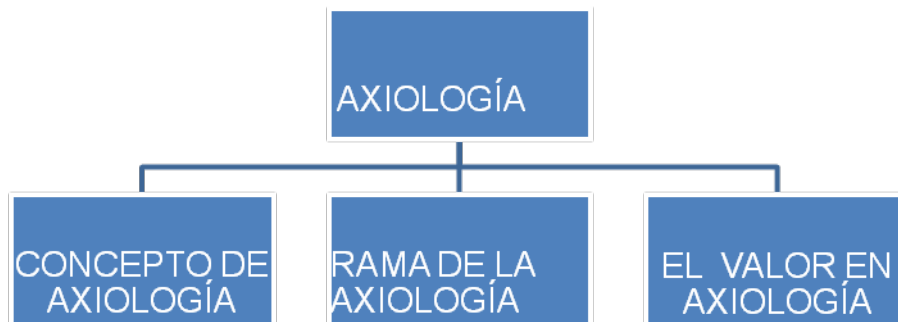 AXIOLOGÍA
CONCEPTO DE
AXIOLOGÍA
RAMA DE LA
AXIOLOGÍA
EL VALOR EN
AXIOLOGÍA